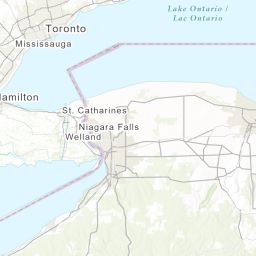 Lake Ontario /
Lac Ontario
Toronto
Mississauga
Hamilton
St. Catharines
Niagara Falls
Welland